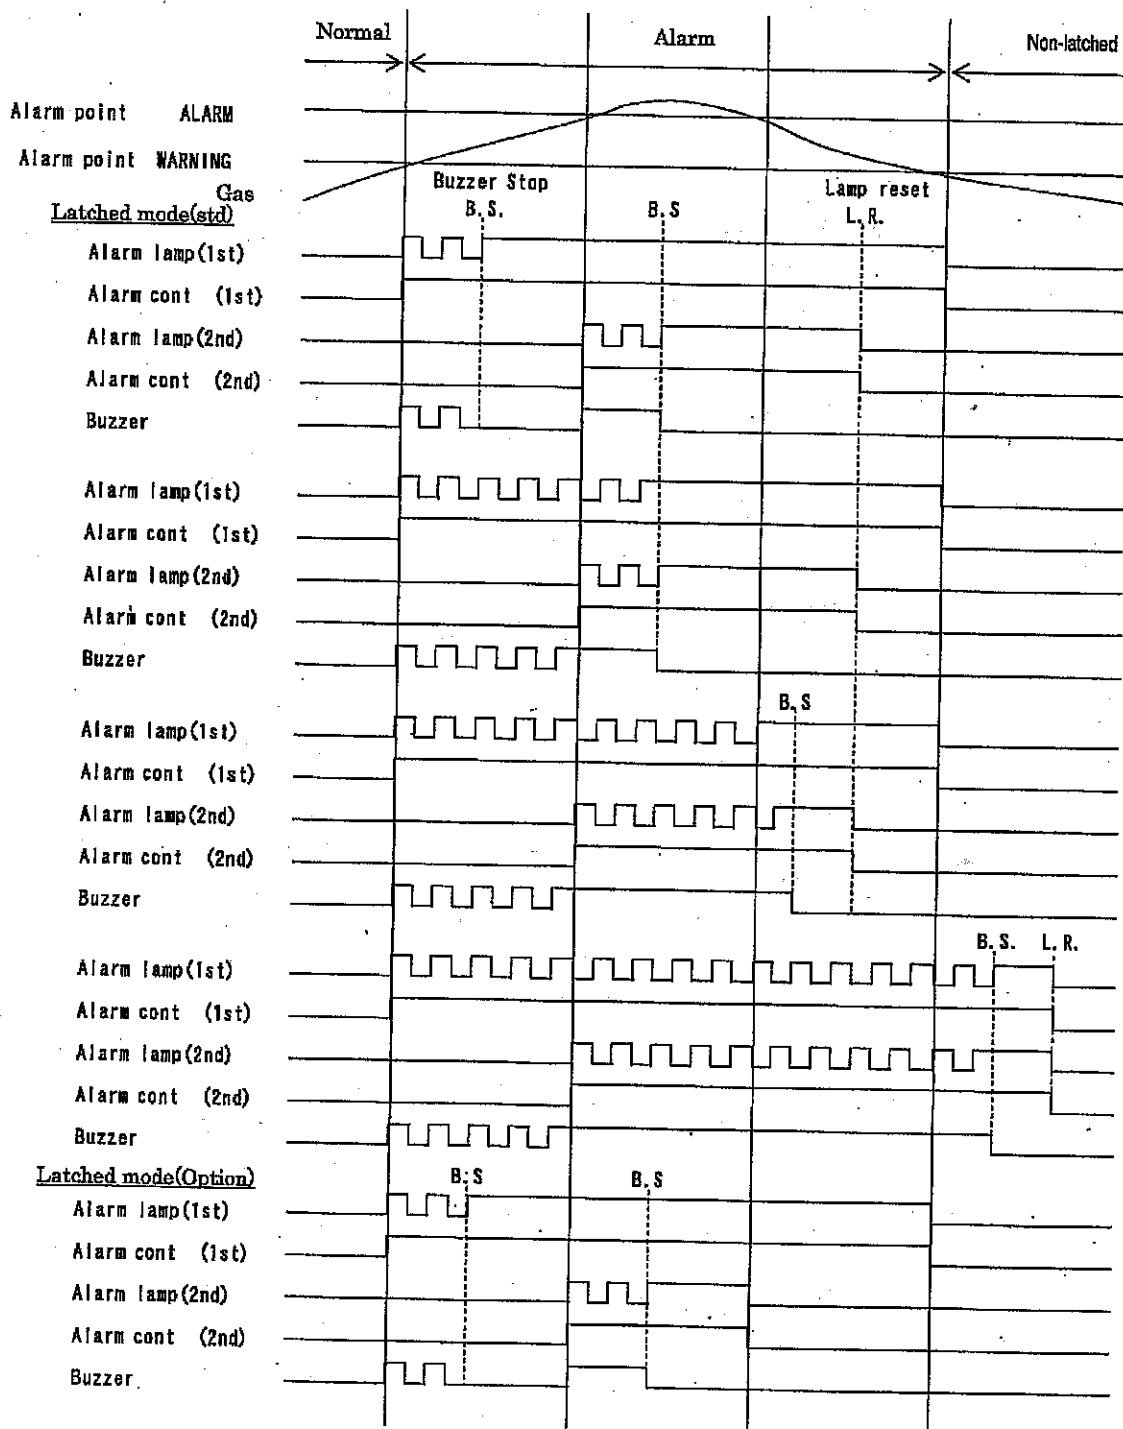 Normal Alarm Non-latched
Alarm point ALARM
Alarm point WARNING
Gas
Buzzer Stop Lamp reset
Latched mode(std) B.S. B.S L.R.
Alarm lamp(1st)
Alarm cont (1st)
Alarm lamp(2nd)
Alarm cont (2nd)
Buzzer
Alarm lamp(1st)
Alarm cont (1st)
Alarm lamp(2nd)
Alarm cont (2nd)
Buzzer
B.S
Alarm lamp(1st)
Alarm cont (1st)
Alarm lamp(2nd)
Alarm cont (2nd)
Buzzer
B.S. L.R.
Alarm lamp(1st)
Alarm cont (1st)
Alarm lamp(2nd)
Alarm cont (2nd)
Buzzer
Latched mode(Option) B.S B.S
Alarm lamp(1st)
Alarm cont (1st)
Alarm lamp(2nd)
Alarm cont (2nd)
Buzzer